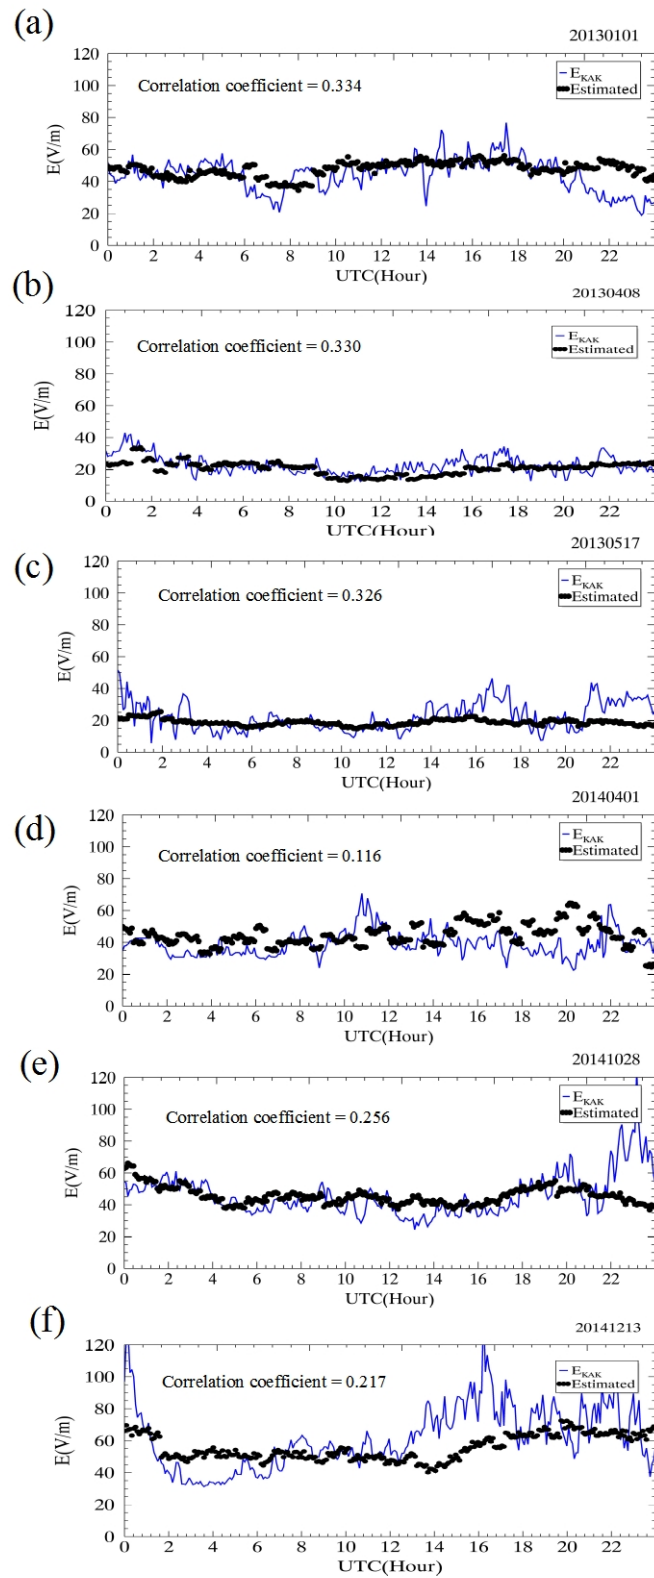 (a)
20130101
120
100
80
60
40
20
0
E(V/m)
Correlation coefficient = 0.334
E_KAK
Estimated
0 2 4 6 8 10 12 14 16 18 20 22
UTC(Hour)
(b)
20130408
120
100
80
60
40
20
0
E(V/m)
Correlation coefficient = 0.330
E_KAK
Estimated
0 2 4 6 8 10 12 14 16 18 20 22
UTC(Hour)
(c)
20130517
120
100
80
60
40
20
0
E(V/m)
Correlation coefficient = 0.326
E_KAK
Estimated
0 2 4 6 8 10 12 14 16 18 20 22
UTC(Hour)
(d)
20140401
120
100
80
60
40
20
0
E(V/m)
Correlation coefficient = 0.116
E_KAK
Estimated
0 2 4 6 8 10 12 14 16 18 20 22
UTC(Hour)
(e)
20141028
120
100
80
60
40
20
0
E(V/m)
Correlation coefficient = 0.256
E_KAK
Estimated
0 2 4 6 8 10 12 14 16 18 20 22
UTC(Hour)
(f)
20141213
120
100
80
60
40
20
0
E(V/m)
Correlation coefficient = 0.217
E_KAK
Estimated
0 2 4 6 8 10 12 14 16 18 20 22
UTC(Hour)